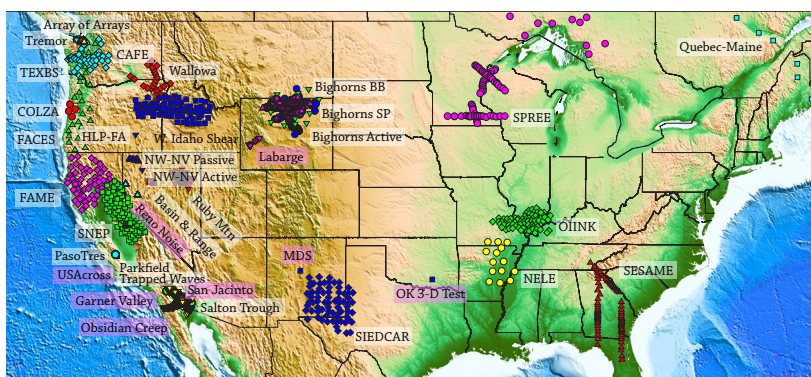 Array of Arrays
Tremor
CAFE
TEXBS
Wallowa
Quebec-Maine
Bighorns BB
COLZA
Bighorns SP
SPREE
FACES
HLP-FA
W. Idaho Shear
Bighorns Active
NW-NV Passive
Labarge
NW-NV Active
FAME
Ruby Mtn
Basin & Range
Reno Noise
SNEP
OIINK
PasoTres
MDS
Parkfield
USAcross
Trapped Waves
SESAME
NELE
San Jacinto
OK 3-D Test
Garner Valley
Salton Trough
Obsidian Creep
SIEDCAR